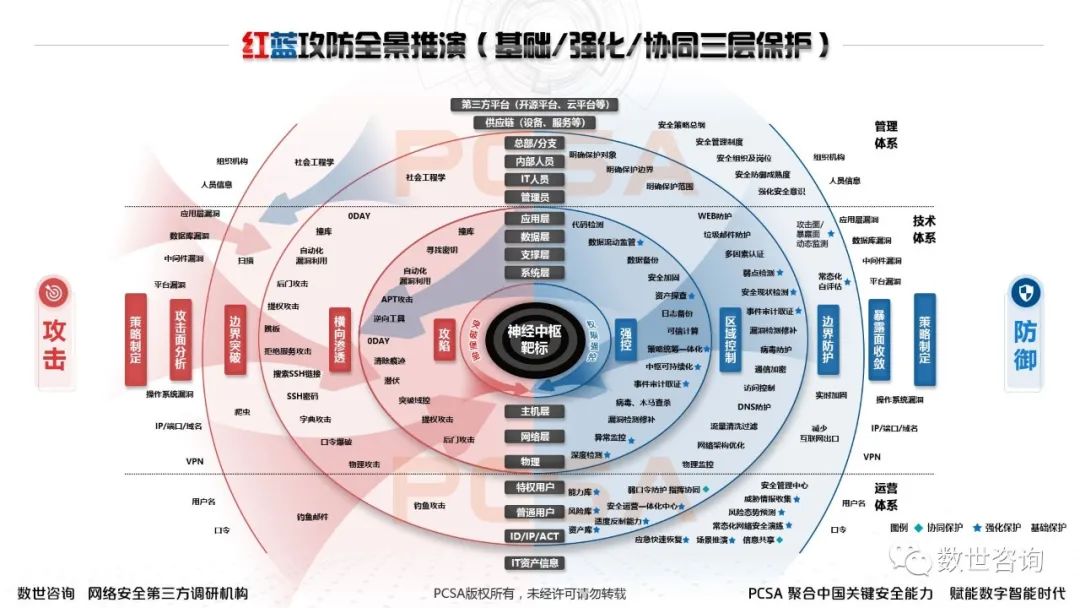 红蓝攻防全景推演（基础/强化/协同三层保护）
第三方平台（开源平台、云平台等）
供应链（设备、服务等）
总部/分支
内部人员
IT人员
管理员
应用层
数据层
支撑层
系统层
神经中枢
靶标
主机层
网络层
物理
特权用户
普通用户
ID/IP/ACT
IT资产信息
攻击
策略制定
攻击面分析
边界突破
横向渗透
攻陷
组织机构
人员信息
社会工程学
社会工程学
应用层漏洞
数据库漏洞
中间件漏洞
平台漏洞
扫描
操作系统漏洞
IP/端口/域名
VPN
爬虫
用户名
口令
0DAY
撞库
自动化
漏洞利用
后门攻击
提权攻击
跳板
拒绝服务攻击
搜索SSH链接
SSH密码
字典攻击
口令爆破
物理攻击
钓鱼邮件
钓鱼攻击
撞库
寻找密钥
自动化
漏洞利用
APT攻击
逆向工具
0DAY
清除痕迹
潜伏
突破域控
提权攻击
后门攻击
强控
区域控制
边界防护
暴露面收敛
策略制定
防御
管理
体系
安全策略总纲
安全管理制度
安全组织及岗位
安全防御成熟度
强化安全意识
组织机构
人员信息
明确保护对象
明确保护边界
明确保护范围
技术
体系
代码检测
数据流动监管
数据备份
安全加固
资产探查
日志备份
可信计算
策略统筹一体化
中枢可持续化
事件审计取证
病毒、木马查杀
漏洞检测修补
异常监控
深度检测
WEB防护
垃圾邮件防护
多因素认证
弱点检测
安全现状检测
事件审计取证
漏洞检测修补
病毒防护
通信加密
访问控制
DNS防护
流量清洗过滤
网络架构优化
物理监控
攻击面/
暴露面
动态监测
常态化
自评估
实时加固
减少
互联网出口
应用层漏洞
数据库漏洞
中间件漏洞
平台漏洞
操作系统漏洞
IP/端口/域名
VPN
运营
体系
能力库
风险库
资产库
弱口令防护
指挥协同
安全运营一体化中心
适度反制能力
应急快速恢复
场景推演
信息共享
安全管理中心
威胁情报收集
风险态势预测
常态化网络安全演练
用户名
口令
图例 协同保护 强化保护 基础保护
PCSA
PCSA
数世咨询
数世咨询 网络安全第三方调研机构
PCSA版权所有，未经许可请勿转载
PCSA 聚合中国关键安全能力 赋能数字智能时代